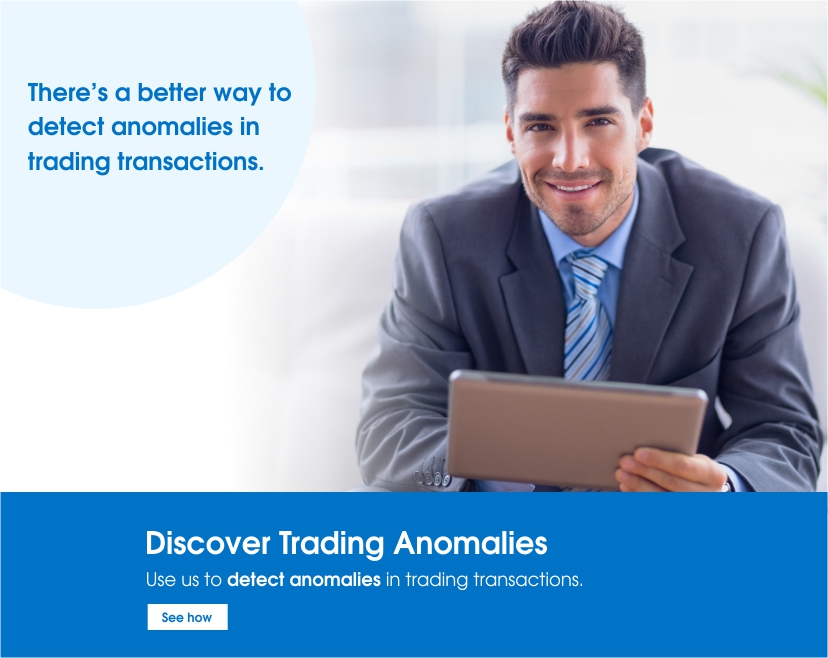 There’s a better way to
detect anomalies in
trading transactions.
Discover Trading Anomalies
Use us to detect anomalies in trading transactions.
See how